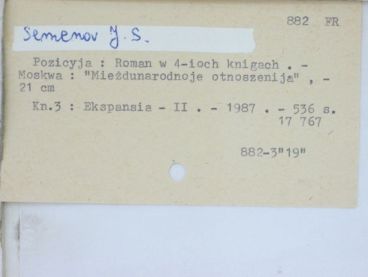 882 FR
Semenov J. S.
Pozicyja : Roman w 4-ioch knigach . -
Moskwa : "Mieżdunarodnoje otnoszenija" , -
21 cm
Kn.3 : Ekspansia - II . - 1987 . - 536 s.
17 767
882-3"19"